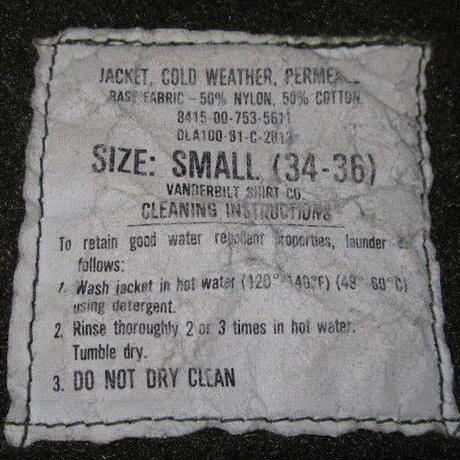 JACKET, COLD WEATHER,
BASE FABRIC - 50% NYLON, 50% COTTON
8415-00-753-5611
DLA100-81-C-2812
SIZE: SMALL (34-36)
VANDERBILT SHIRT CO.
CLEANING INSTRUCTIONS
To retain good water repellent properties, launder as
follows:
1. Wash jacket in hot water (120°-140°F) (49°-60°C)
using detergent.
2. Rinse thoroughly 2 or 3 times in hot water.
Tumble dry.
3. DO NOT DRY CLEAN